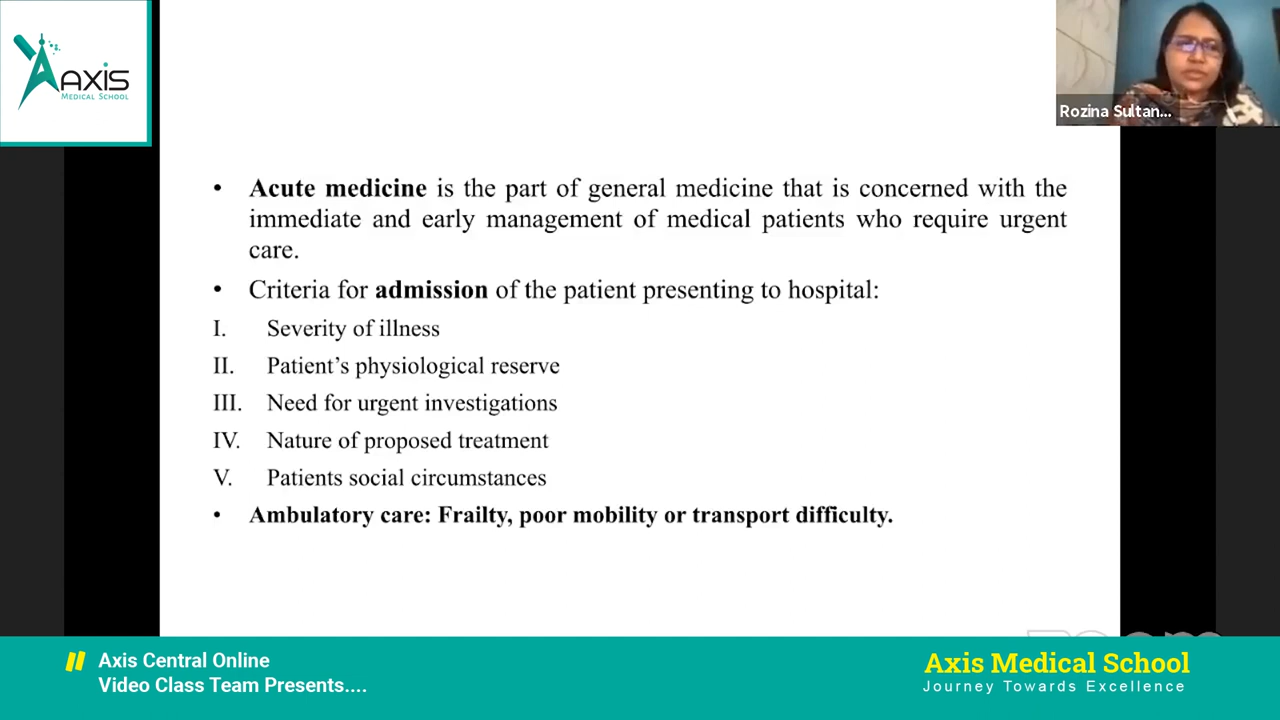 AXIS
MEDICAL SCHOOL
Rozina Sultan...
• Acute medicine is the part of general medicine that is concerned with the
immediate and early management of medical patients who require urgent
care.
• Criteria for admission of the patient presenting to hospital:
I. Severity of illness
II. Patient's physiological reserve
III. Need for urgent investigations
IV. Nature of proposed treatment
V. Patients social circumstances
• Ambulatory care: Frailty, poor mobility or transport difficulty.
Axis Central Online
Video Class Team Presents....
Axis Medical School
Journey Towards Excellence